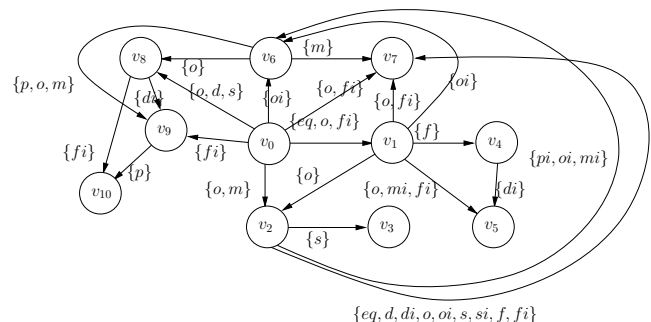 v8
v6
{m}
v7
{o}
{p, o, m}
{oi}
{di}
{o, d, s}
{oi}
{o, fi}
{o, fi}
v9
{eq, o, fi}
{f}
v0
v1
v4
{fi}
{fi}
{pi, oi, mi}
{p}
{o}
v10
{o, m}
{o, mi, fi}
{di}
v2
v3
v5
{s}
{eq, d, di, o, oi, s, si, f, fi}